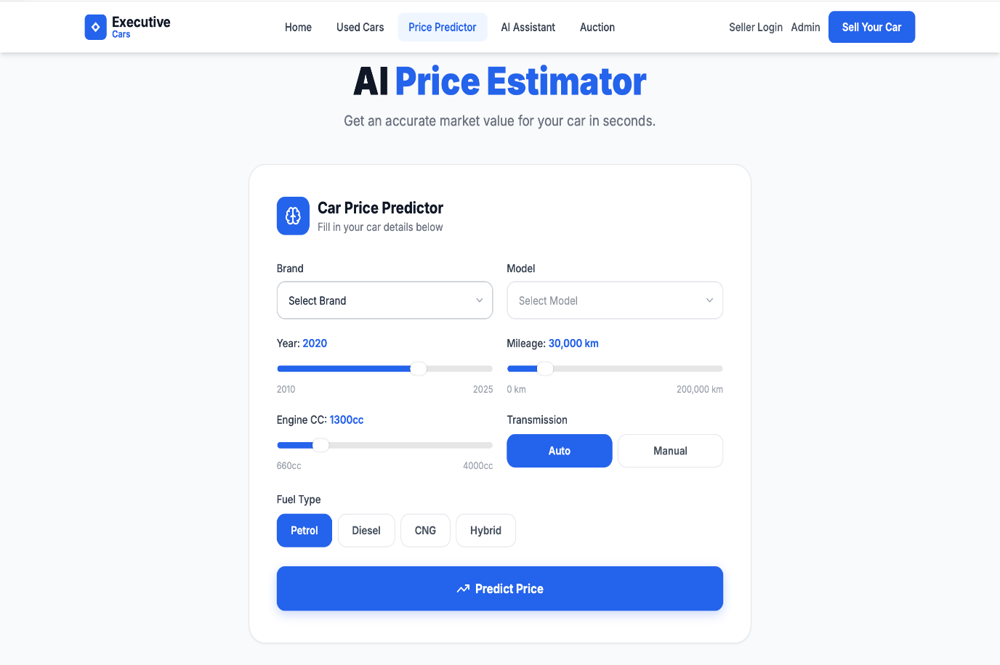 Executive
Cars
Home Used Cars Price Predictor AI Assistant Auction Seller Login Admin Sell Your Car
AI Price Estimator
Get an accurate market value for your car in seconds.
Car Price Predictor
Fill in your car details below
Brand Model
Select Brand Select Model
Year: 2020 Mileage: 30,000 km
2010 2025 0 km 200,000 km
Engine CC: 1300cc Transmission
Auto Manual
660cc 4000cc
Fuel Type
Petrol Diesel CNG Hybrid
Predict Price